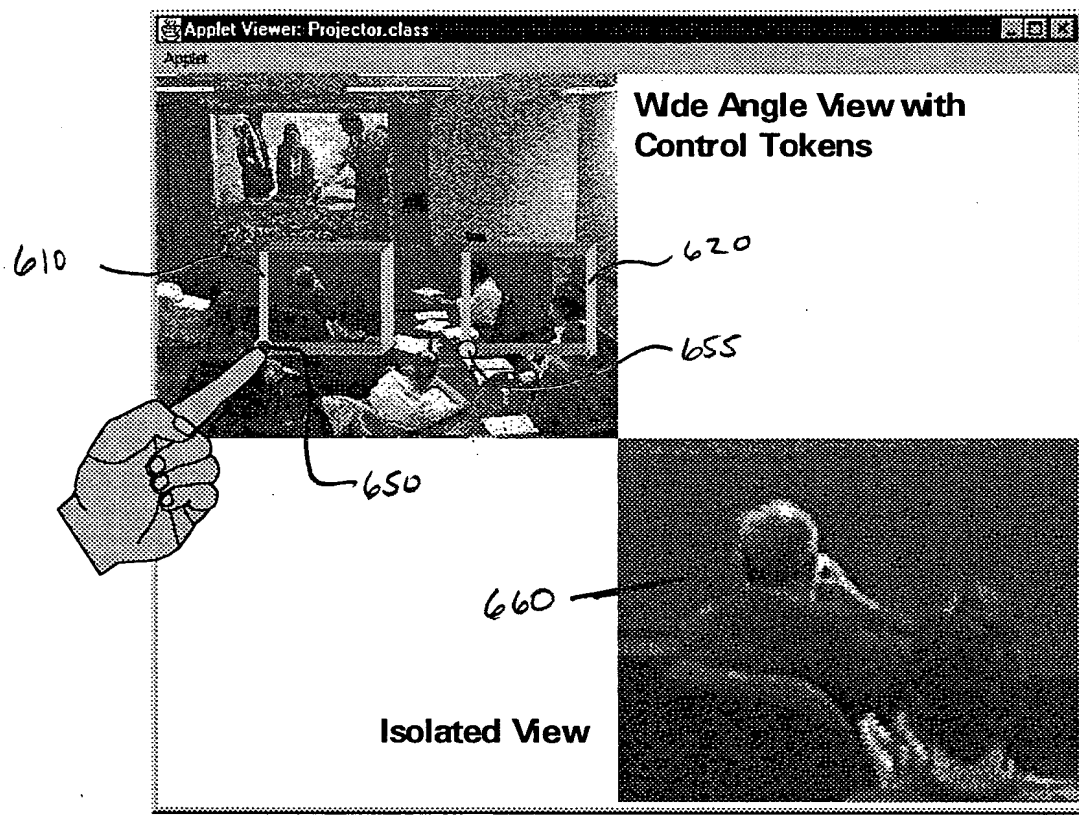 Applet Viewer: Projector.class
Applet
Wide Angle View with
Control Tokens
610
620
655
650
660
Isolated View